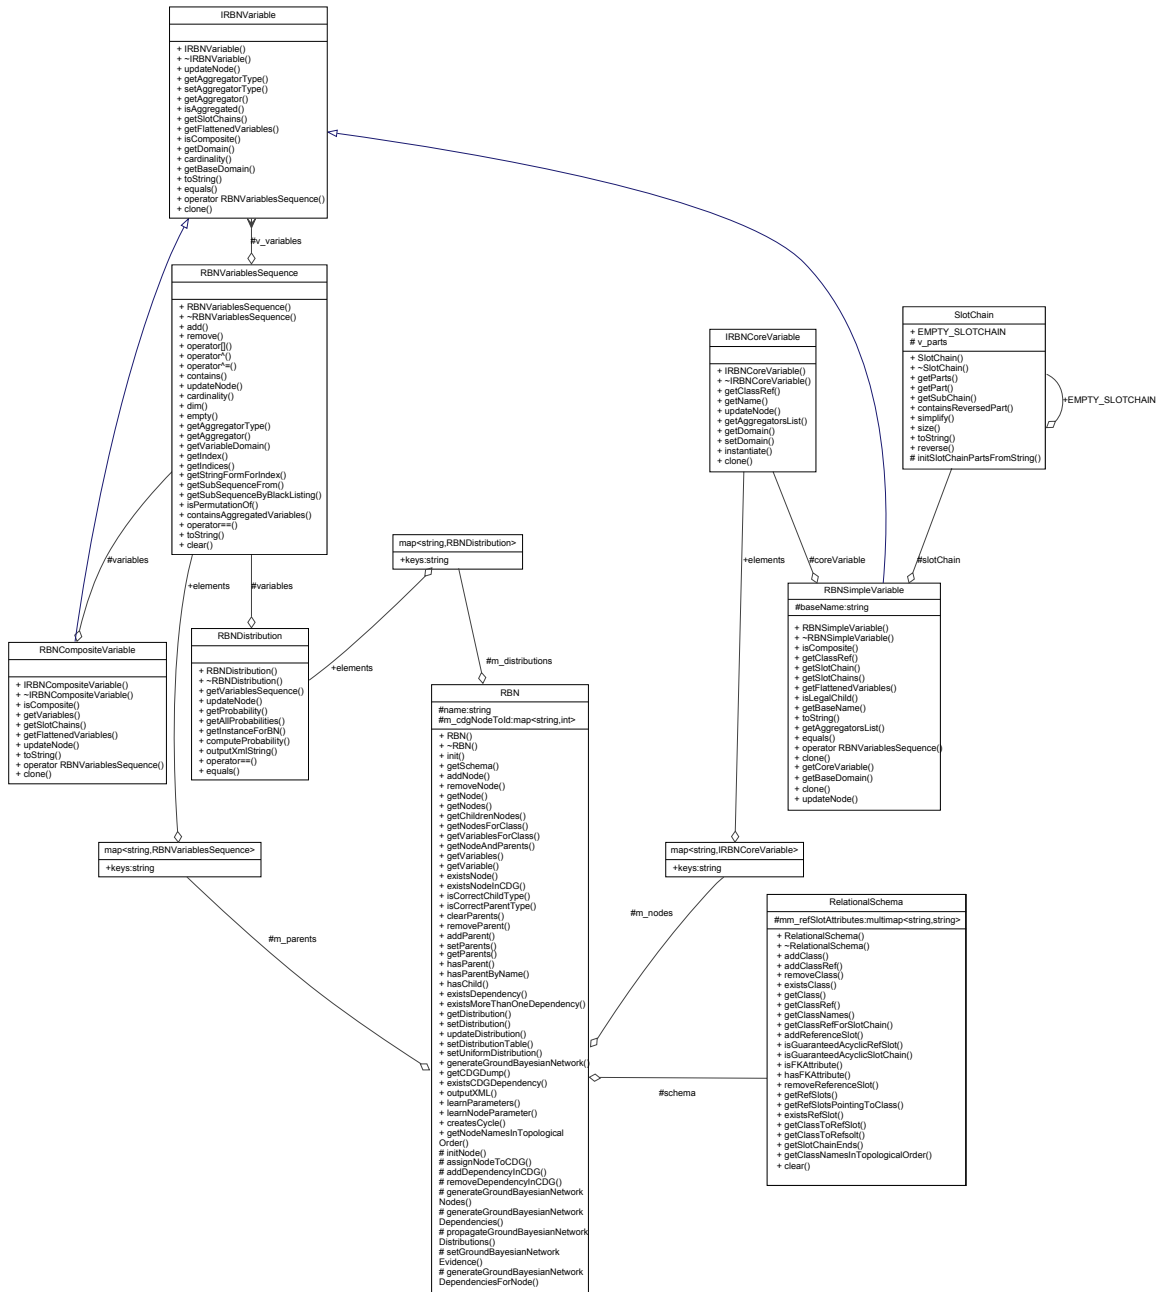 IRBNVariable
+ IRBNVariable()
+ ~IRBNVariable()
+ updateNode()
+ getAggregatorType()
+ setAggregatorType()
+ getAggregator()
+ isAggregated()
+ getSlotChains()
+ getFlattenedVariables()
+ isComposite()
+ getDomain()
+ cardinality()
+ getBaseDomain()
+ toString()
+ equals()
+ operator RBNVariablesSequence()
+ clone()
#v_variables
RBNVariablesSequence
+ RBNVariablesSequence()
+ ~RBNVariablesSequence()
+ add()
+ remove()
+ operator[]()
+ operator^()
+ operator^=()
+ contains()
+ updateNode()
+ cardinality()
+ dim()
+ empty()
+ getAggregatorType()
+ getAggregator()
+ getVariableDomain()
+ getIndex()
+ getIndices()
+ getStringFormForIndex()
+ getSubSequenceFrom()
+ getSubSequenceByBlackListing()
+ isPermutationOf()
+ containsAggregatedVariables()
+ operator==()
+ toString()
+ clear()
IRBNCoreVariable
+ IRBNCoreVariable()
+ ~IRBNCoreVariable()
+ getClassRef()
+ getName()
+ updateNode()
+ getAggregatorsList()
+ getDomain()
+ setDomain()
+ instantiate()
+ clone()
SlotChain
+ EMPTY_SLOTCHAIN
# v_parts
+ SlotChain()
+ ~SlotChain()
+ getParts()
+ getPart()
+ getSubChain()
+ containsReversedPart()
+ simplify()
+ size()
+ toString()
+ reverse()
# initSlotChainPartsFromString()
+EMPTY_SLOTCHAIN
#variables
+elements
#variables
map<string,RBNDistribution>
+keys:string
+elements
#m_distributions
+elements
#coreVariable
#slotChain
RBNCompositeVariable
+ IRBNCompositeVariable()
+ ~IRBNCompositeVariable()
+ isComposite()
+ getVariables()
+ getSlotChains()
+ getFlattenedVariables()
+ updateNode()
+ toString()
+ operator RBNVariablesSequence()
+ clone()
RBNDistribution
+ RBNDistribution()
+ ~RBNDistribution()
+ getVariablesSequence()
+ updateNode()
+ getProbability()
+ getAllProbabilities()
+ getInstanceForBN()
+ computeProbability()
+ outputXmlString()
+ operator==()
+ equals()
RBNSimpleVariable
#baseName:string
+ RBNSimpleVariable()
+ ~RBNSimpleVariable()
+ isComposite()
+ getClassRef()
+ getSlotChain()
+ getSlotChains()
+ getFlattenedVariables()
+ isLegalChild()
+ getBaseName()
+ toString()
+ getAggregatorsList()
+ equals()
+ operator RBNVariablesSequence()
+ clone()
+ getCoreVariable()
+ getBaseDomain()
+ clone()
+ updateNode()
map<string,RBNVariablesSequence>
+keys:string
#m_parents
map<string,IRBNCoreVariable>
+keys:string
#m_nodes
RBN
#name:string
#m_cdgNodeToId:map<string,int>
+ RBN()
+ ~RBN()
+ init()
+ getSchema()
+ addNode()
+ removeNode()
+ getNode()
+ getNodes()
+ getChildrenNodes()
+ getNodesForClass()
+ getVariablesForClass()
+ getNodeAndParents()
+ getVariables()
+ getVariable()
+ existsNode()
+ existsNodeInCDG()
+ isCorrectChildType()
+ isCorrectParentType()
+ clearParents()
+ removeParent()
+ addParent()
+ setParents()
+ getParents()
+ hasParent()
+ hasParentByName()
+ hasChild()
+ existsDependency()
+ existsMoreThanOneDependency()
+ getDistribution()
+ setDistribution()
+ updateDistribution()
+ setDistributionTable()
+ setUniformDistribution()
+ generateGroundBayesianNetwork()
+ getCDGDump()
+ existsCDGDependency()
+ outputXML()
+ learnParameters()
+ learnNodeParameter()
+ createsCycle()
+ getNodeNamesInTopological
Order()
# initNode()
# assignNodeToCDG()
# addDependencyInCDG()
# removeDependencyInCDG()
# generateGroundBayesianNetwork
Nodes()
# generateGroundBayesianNetwork
Dependencies()
# propagateGroundBayesianNetwork
Distributions()
# setGroundBayesianNetwork
Evidence()
# generateGroundBayesianNetwork
DependenciesForNode()
#schema
RelationalSchema
#mm_refSlotAttributes:multimap<string,string>
+ RelationalSchema()
+ ~RelationalSchema()
+ addClass()
+ addClassRef()
+ removeClass()
+ existsClass()
+ getClass()
+ getClassRef()
+ getClassNames()
+ getClassRefForSlotChain()
+ addReferenceSlot()
+ isGuaranteedAcyclicRefSlot()
+ isGuaranteedAcyclicSlotChain()
+ isFKAttribute()
+ hasFKAttribute()
+ removeReferenceSlot()
+ getRefSlots()
+ getRefSlotsPointingToClass()
+ existsRefSlot()
+ getClassToRefSlot()
+ getClassToRefsolt()
+ getSlotChainEnds()
+ getClassNamesInTopologicalOrder()
+ clear()